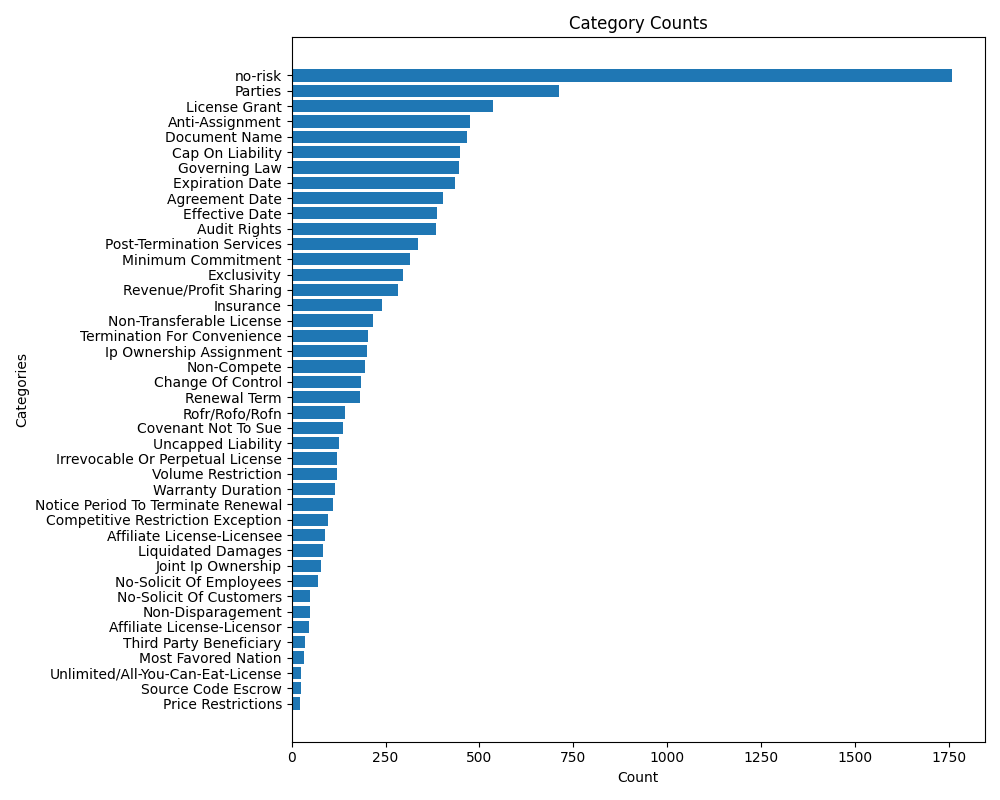 Category Counts
no-risk
Parties
License Grant
Anti-Assignment
Document Name
Cap On Liability
Governing Law
Expiration Date
Agreement Date
Effective Date
Audit Rights
Post-Termination Services
Minimum Commitment
Exclusivity
Revenue/Profit Sharing
Insurance
Non-Transferable License
Termination For Convenience
Ip Ownership Assignment
Non-Compete
Change Of Control
Renewal Term
Rofr/Rofo/Rofn
Covenant Not To Sue
Uncapped Liability
Irrevocable Or Perpetual License
Volume Restriction
Warranty Duration
Notice Period To Terminate Renewal
Competitive Restriction Exception
Affiliate License-Licensee
Liquidated Damages
Joint Ip Ownership
No-Solicit Of Employees
No-Solicit Of Customers
Non-Disparagement
Affiliate License-Licensor
Third Party Beneficiary
Most Favored Nation
Unlimited/All-You-Can-Eat-License
Source Code Escrow
Price Restrictions
Categories
0 250 500 750 1000 1250 1500 1750
Count